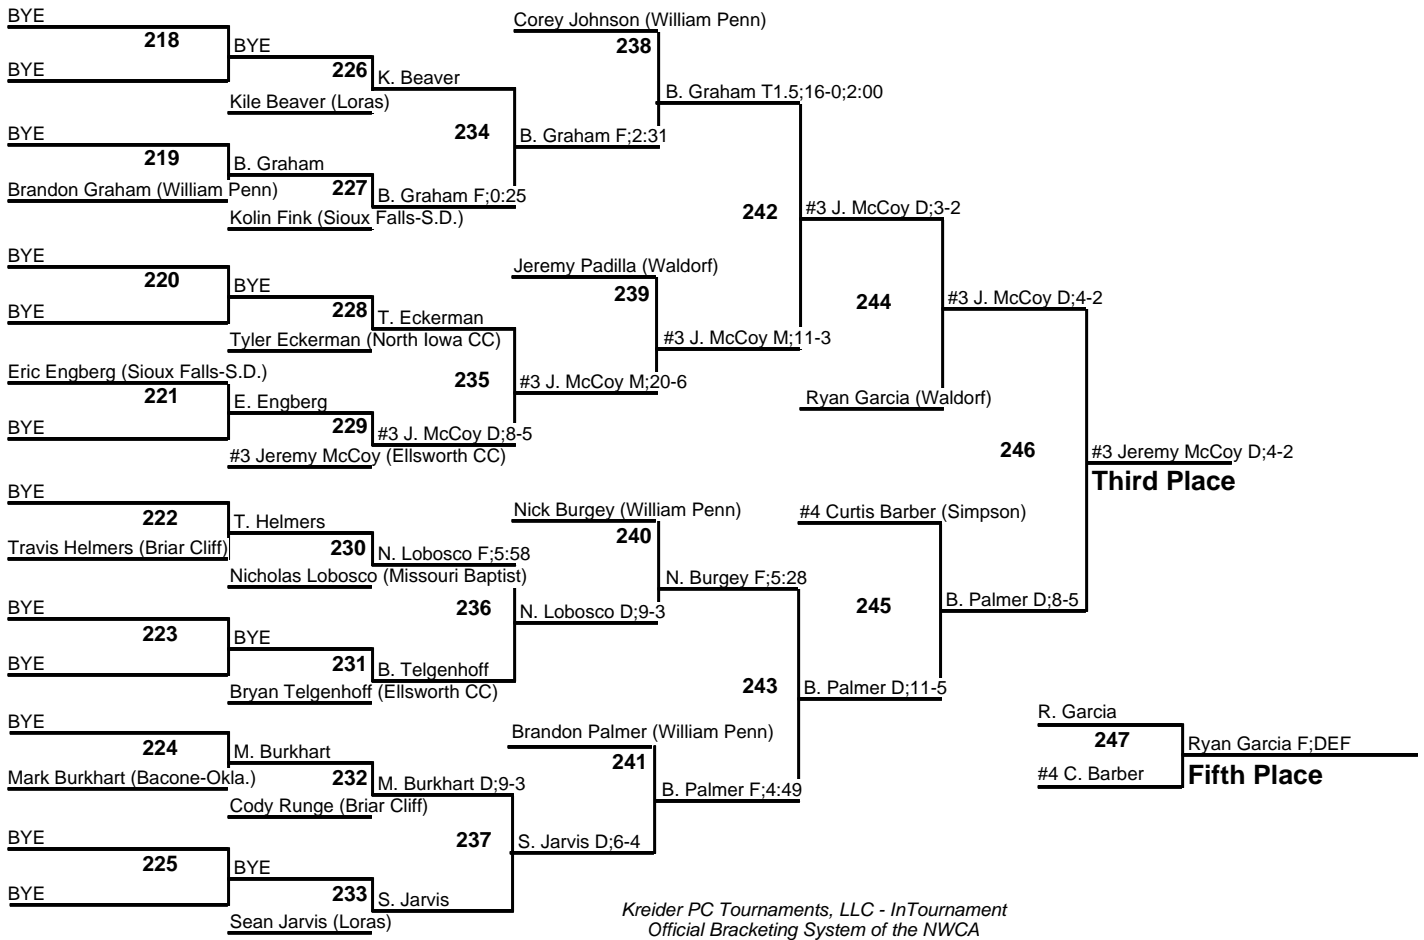 BYE
218
BYE
BYE
226
Kile Beaver (Loras)
K. Beaver
BYE
219
Brandon Graham (William Penn)
B. Graham
227
Kolin Fink (Sioux Falls-S.D.)
B. Graham F;0:25
234
B. Graham F;2:31
Corey Johnson (William Penn)
238
B. Graham T1.5;16-0;2:00
BYE
220
BYE
BYE
228
Tyler Eckerman (North Iowa CC)
T. Eckerman
Eric Engberg (Sioux Falls-S.D.)
221
BYE
E. Engberg
229
#3 Jeremy McCoy (Ellsworth CC)
#3 J. McCoy D;8-5
235
#3 J. McCoy M;20-6
Jeremy Padilla (Waldorf)
239
#3 J. McCoy M;11-3
242
#3 J. McCoy D;3-2
244
Ryan Garcia (Waldorf)
#3 J. McCoy D;4-2
BYE
222
Travis Helmers (Briar Cliff)
T. Helmers
230
Nicholas Lobosco (Missouri Baptist)
N. Lobosco F;5:58
BYE
223
BYE
BYE
231
Bryan Telgenhoff (Ellsworth CC)
B. Telgenhoff
236
N. Lobosco D;9-3
Nick Burgey (William Penn)
240
N. Burgey F;5:28
BYE
224
Mark Burkhart (Bacone-Okla.)
M. Burkhart
232
Cody Runge (Briar Cliff)
M. Burkhart D;9-3
BYE
225
BYE
BYE
233
Sean Jarvis (Loras)
S. Jarvis
237
S. Jarvis D;6-4
Brandon Palmer (William Penn)
241
B. Palmer F;4:49
243
B. Palmer D;11-5
#4 Curtis Barber (Simpson)
245
B. Palmer D;8-5
246
#3 Jeremy McCoy D;4-2
Third Place
R. Garcia
247
#4 C. Barber
Ryan Garcia F;DEF
Fifth Place
Kreider PC Tournaments, LLC - InTournament
Official Bracketing System of the NWCA